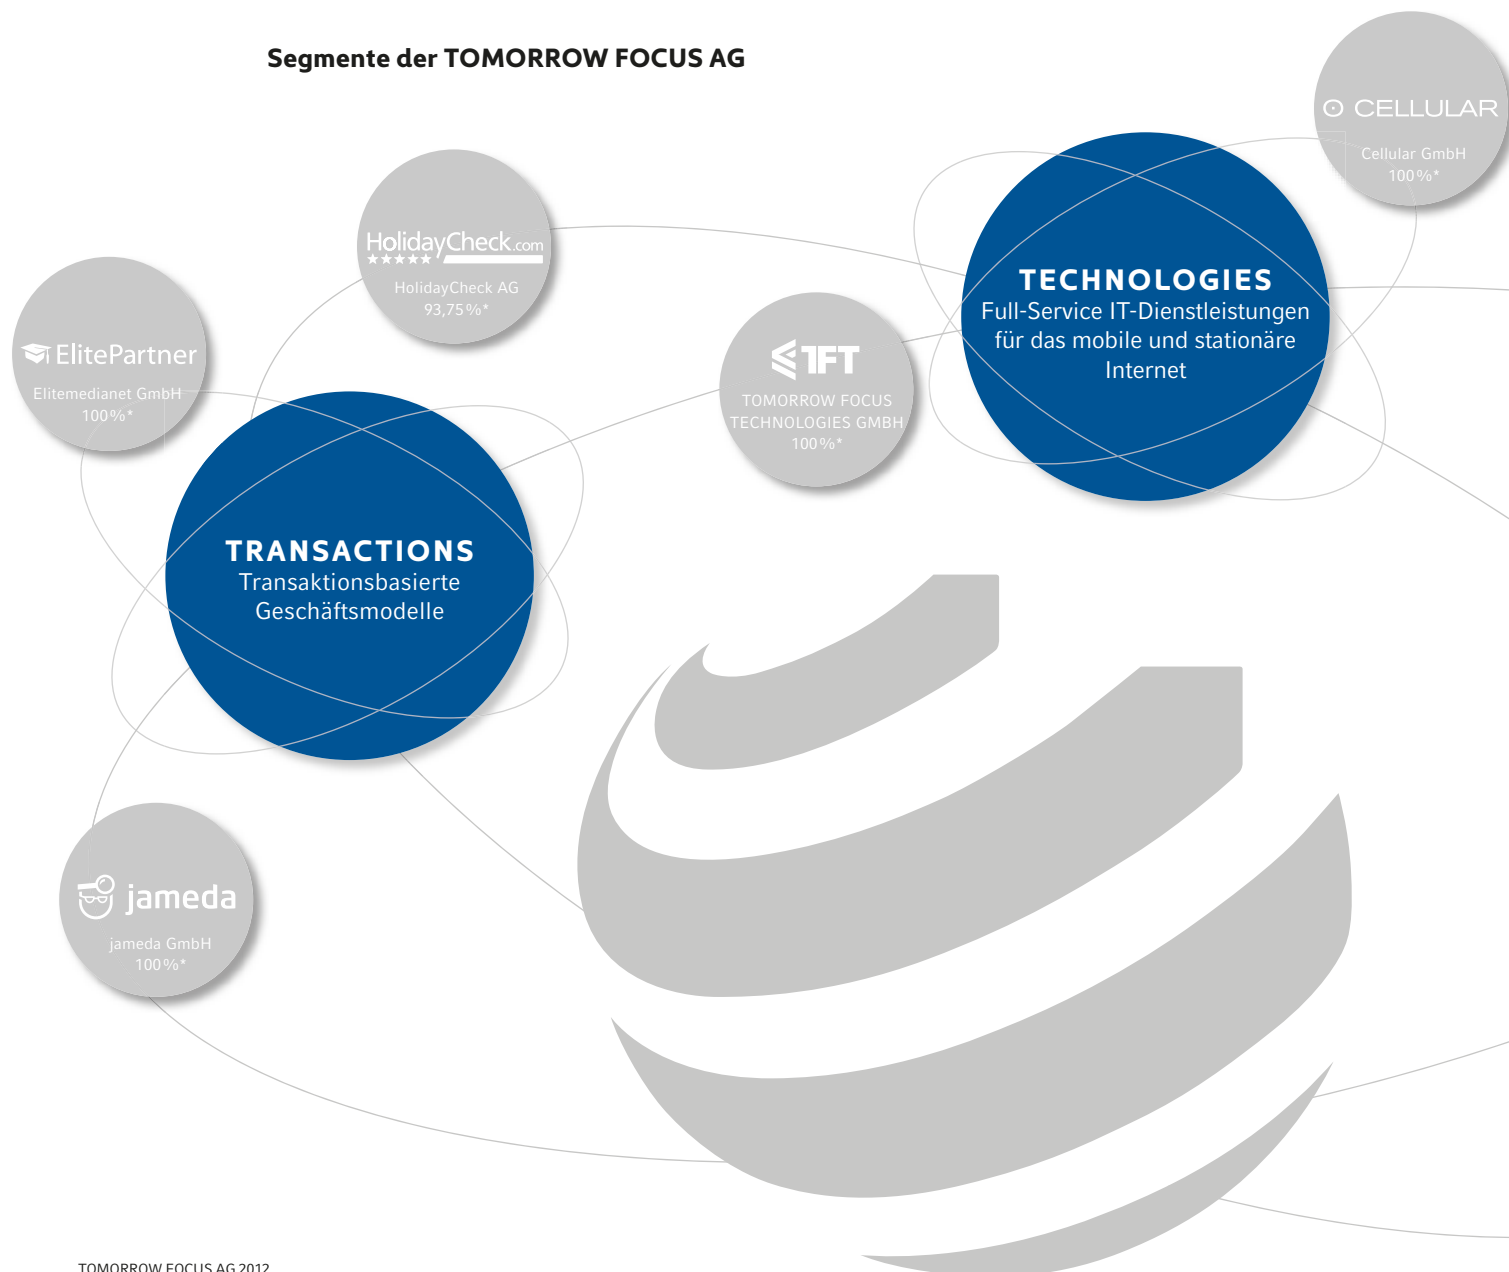 Segmente der TOMORROW FOCUS AG
CELLULAR
Cellular GmbH
100%*
HolidayCheck.com
HolidayCheck AG
93,75%*
TECHNOLOGIES
Full-Service IT-Dienstleistungen
für das mobile und stationäre
Internet
ElitePartner
Elitemedianet GmbH
100%*
TFT
TOMORROW FOCUS
TECHNOLOGIES GMBH
100%*
TRANSACTIONS
Transaktionsbasierte
Geschäftsmodelle
jameda
jameda GmbH
100%*
TOMORROW FOCUS AG 2012